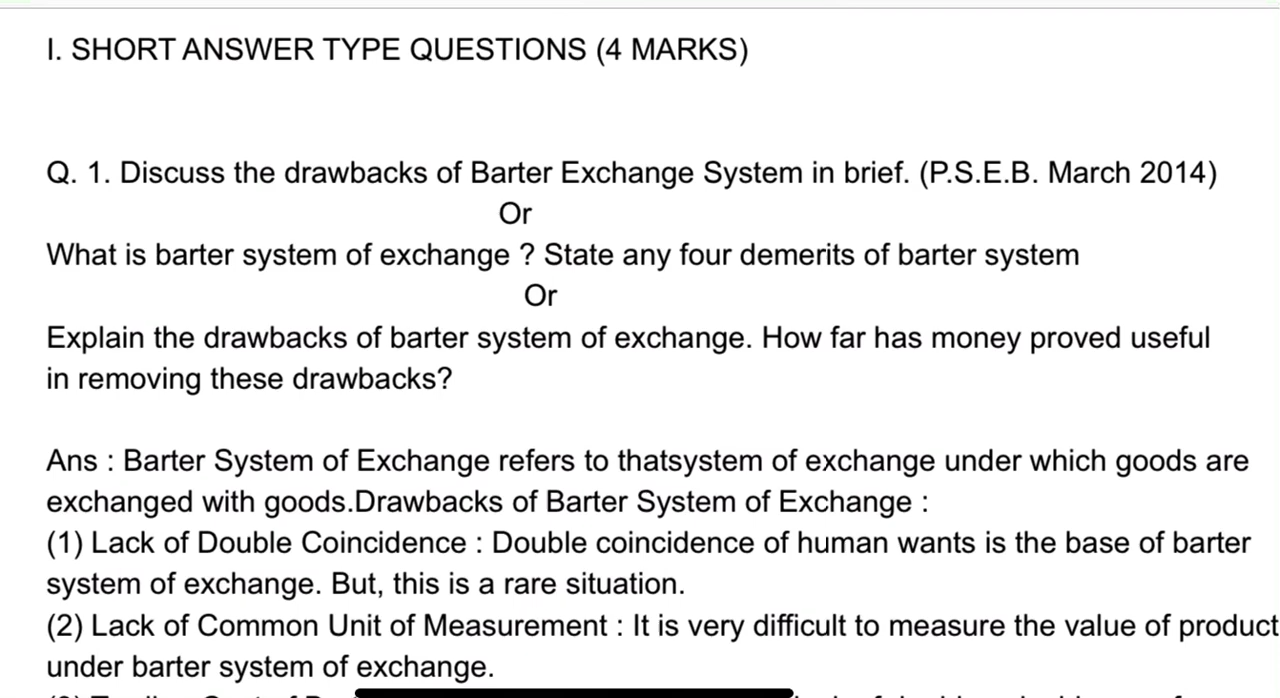 I. SHORT ANSWER TYPE QUESTIONS (4 MARKS)
Q. 1. Discuss the drawbacks of Barter Exchange System in brief. (P.S.E.B. March 2014)
Or
What is barter system of exchange ? State any four demerits of barter system
Or
Explain the drawbacks of barter system of exchange. How far has money proved useful
in removing these drawbacks?
Ans : Barter System of Exchange refers to thatsystem of exchange under which goods are
exchanged with goods.Drawbacks of Barter System of Exchange :
(1) Lack of Double Coincidence : Double coincidence of human wants is the base of barter
system of exchange. But, this is a rare situation.
(2) Lack of Common Unit of Measurement : It is very difficult to measure the value of product
under barter system of exchange.